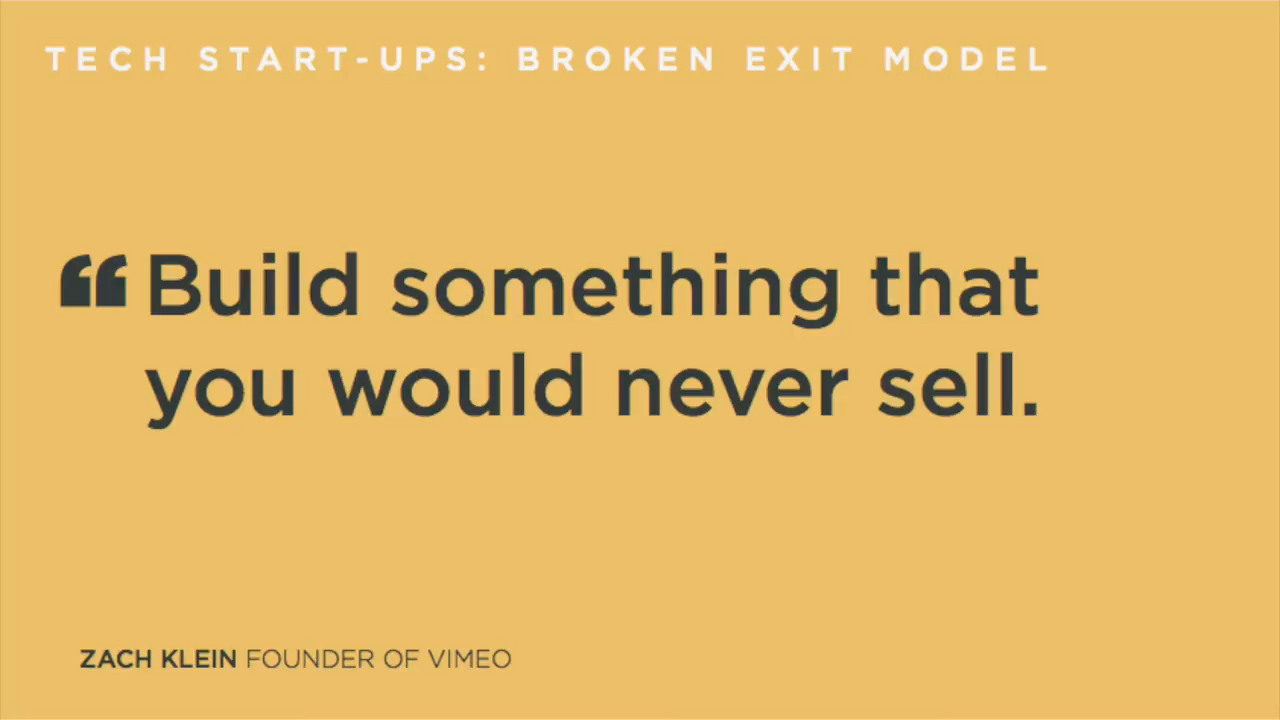 TECH START-UPS: BROKEN EXIT MODEL
“Build something that
you would never sell.
ZACH KLEIN FOUNDER OF VIMEO